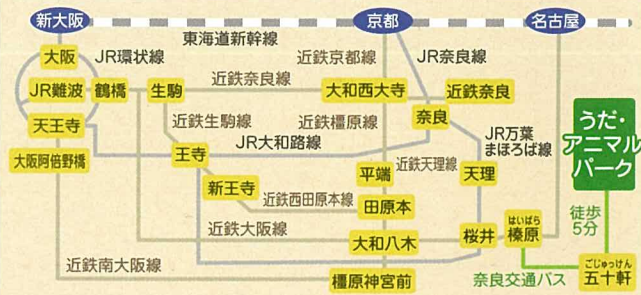 新大阪
京都
名古屋
東海道新幹線
大阪
JR環状線
近鉄京都線
JR奈良線
近鉄奈良線
JR難波
鶴橋
生駒
大和西大寺
近鉄奈良
天王寺
近鉄生駒線
近鉄橿原線
奈良
うだ・
アニマル
パーク
JR大和路線
JR万葉
まほろば線
大阪阿倍野橋
王寺
近鉄天理線
新王寺
平端
天理
近鉄西田原本線
田原本
徒歩
5分
近鉄大阪線
大和八木
桜井
はいばら
榛原
近鉄南大阪線
橿原神宮前
奈良交通バス
ごじゅっけん
五十軒